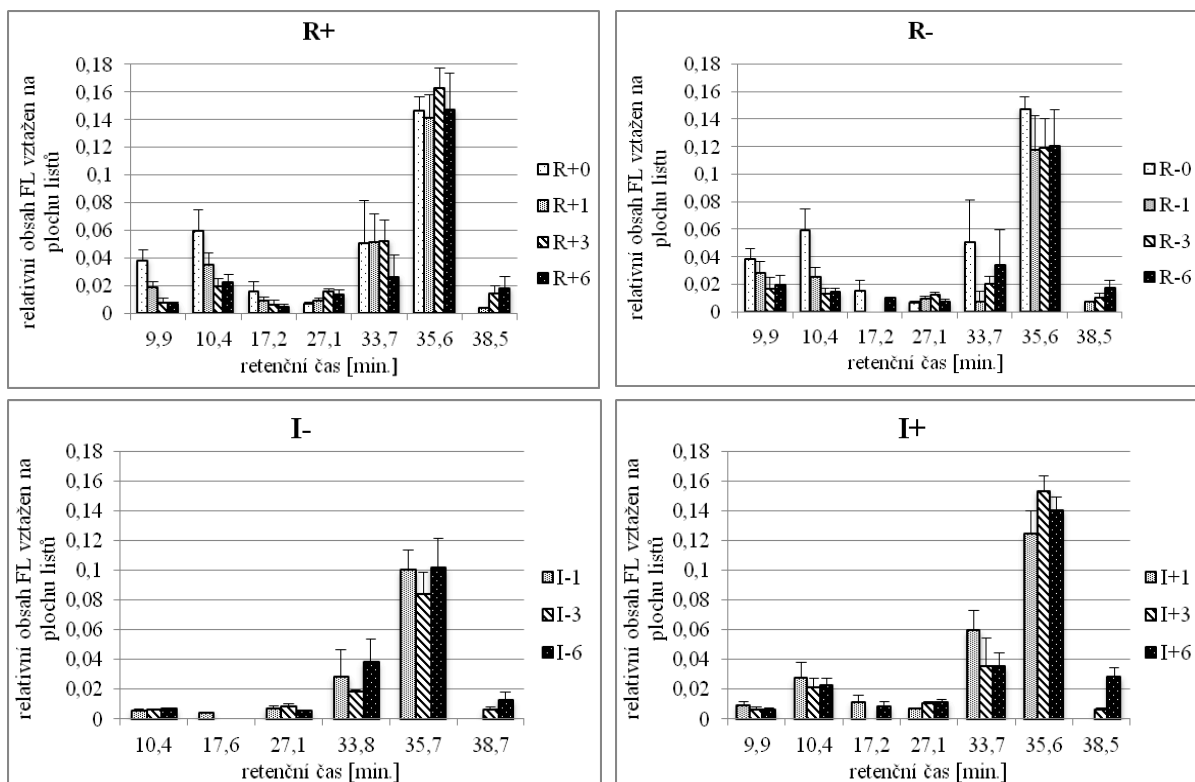 R+
relativní obsah FL vztažen na
plochu listů
0,18
0,16
0,14
0,12
0,1
0,08
0,06
0,04
0,02
0
9,9 10,4 17,2 27,1 33,7 35,6 38,5
retenční čas [min.]
R+0
R+1
R+3
R+6
R-
relativní obsah FL vztažen na
plochu listu
0,18
0,16
0,14
0,12
0,1
0,08
0,06
0,04
0,02
0
9,9 10,4 17,2 27,1 33,7 35,6 38,5
retenční čas [min.]
R-0
R-1
R-3
R-6
I-
relativní obsah FL vztažen na
plochu listů
0,18
0,16
0,14
0,12
0,1
0,08
0,06
0,04
0,02
0
10,4 17,6 27,1 33,8 35,7 38,7
retenční čas [min.]
I-1
I-3
I-6
I+
relativní obsah FL vztažen na
plochu listů
0,18
0,16
0,14
0,12
0,1
0,08
0,06
0,04
0,02
0
9,9 10,4 17,2 27,1 33,7 35,6 38,5
retenční čas [min.]
I+1
I+3
I+6